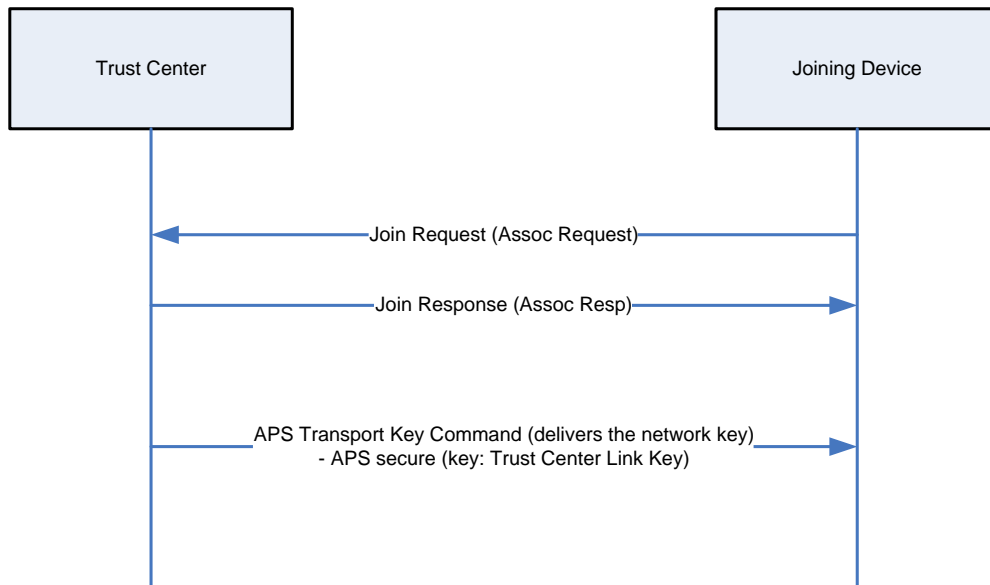 Trust Center
Joining Device
Join Request (Assoc Request)
Join Response (Assoc Resp)
APS Transport Key Command (delivers the network key)
- APS secure (key: Trust Center Link Key)